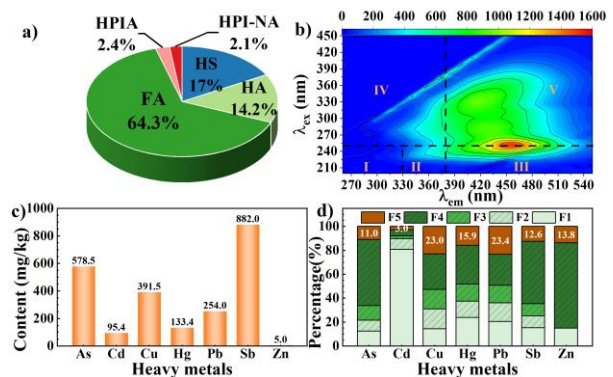 a)
HPIA
2.4%
HPI-NA
2.1%
HS
17%
HA
14.2%
FA
64.3%
b)
0 200 400 600 800 1000 1200 1400 1600
λex (nm)
450
420
390
360
330
300
270
240
210
IV
V
I
II
III
270 330 390 450 510
λem (nm)
c)
Content (mg/kg)
1000
800
600
400
200
0
578.5
95.4
391.5
133.4
254.0
882.0
5.0
As Cd Cu Hg Pb Sb Zn
Heavy metals
d)
F5 F4 F3 F2 F1
Percentage(%)
100
80
60
40
20
0
11.0
3.0
23.0
15.9
23.4
12.6
13.8
As Cd Cu Hg Pb Sb Zn
Heavy metals